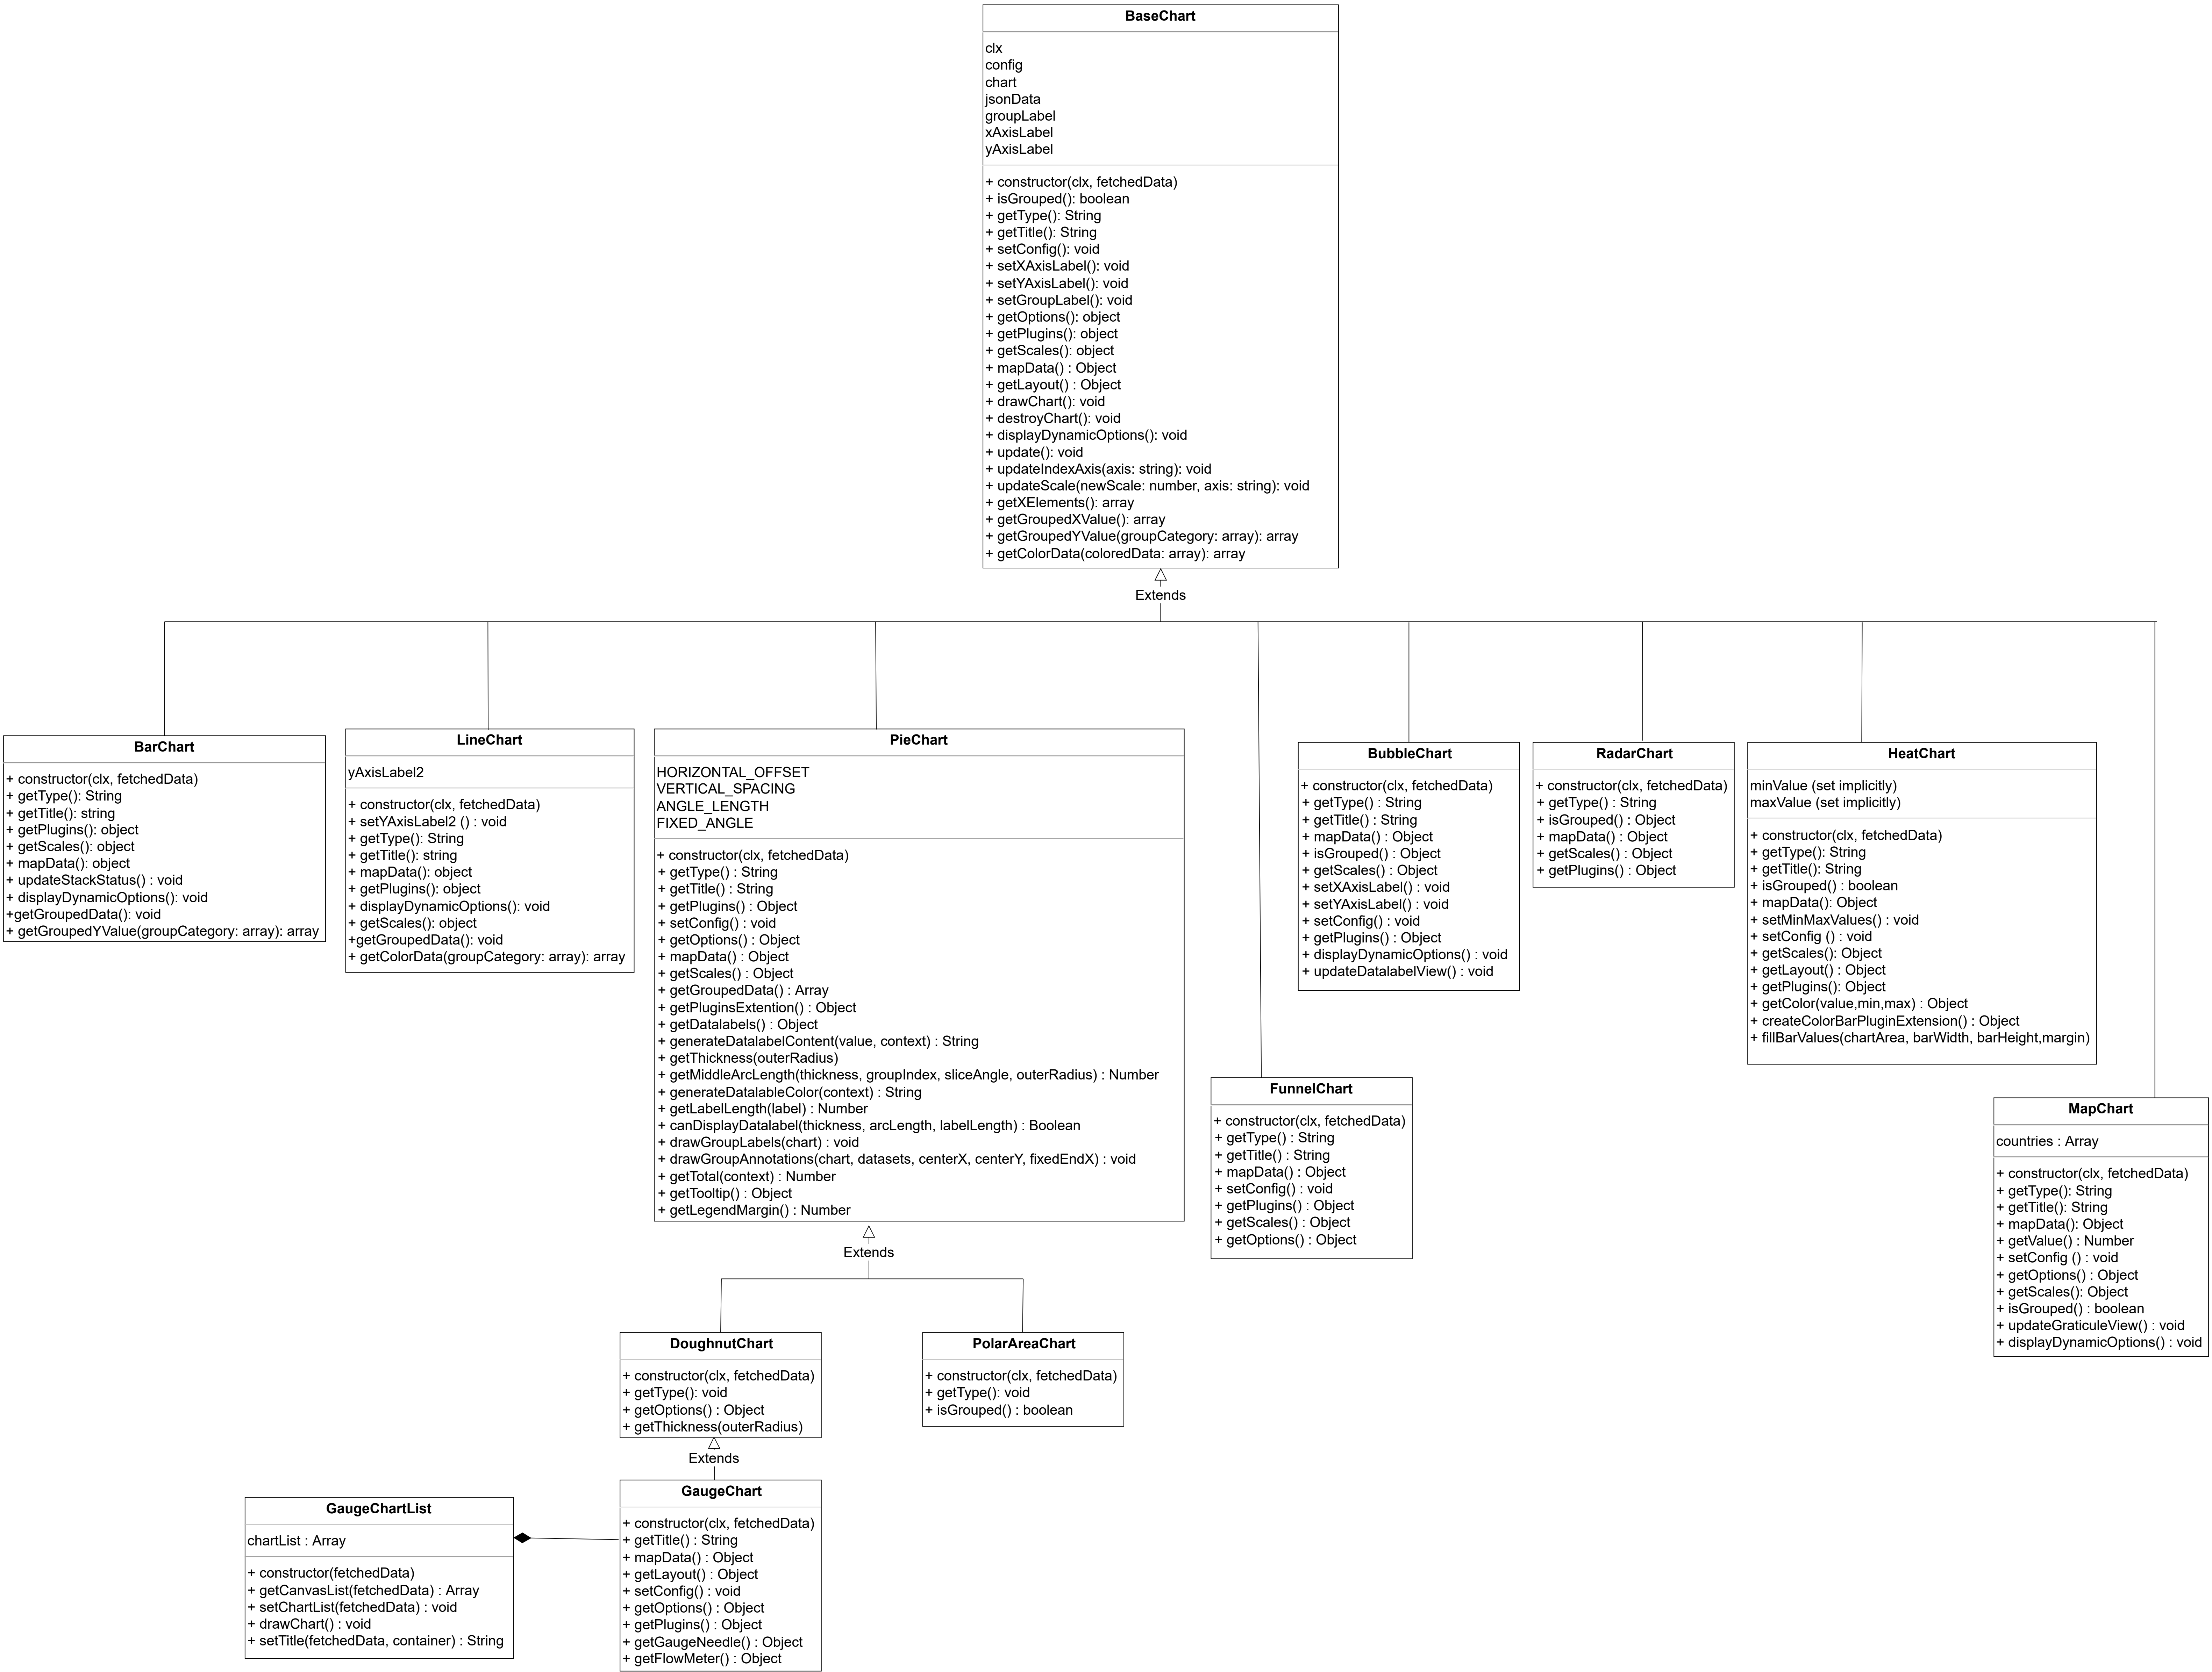 BaseChart
clx
config
chart
jsonData
groupLabel
xAxisLabel
yAxisLabel
+ constructor(clx, fetchedData)
+ isGrouped(): boolean
+ getType(): String
+ getTitle(): String
+ setConfig(): void
+ setXAxisLabel(): void
+ setYAxisLabel(): void
+ setGroupLabel(): void
+ getOptions(): object
+ getPlugins(): object
+ getScales(): object
+ mapData() : Object
+ getLayout() : Object
+ drawChart(): void
+ destroyChart(): void
+ displayDynamicOptions(): void
+ update(): void
+ updateIndexAxis(axis: string): void
+ updateScale(newScale: number, axis: string): void
+ getXElements(): array
+ getGroupedXValue(): array
+ getGroupedYValue(groupCategory: array): array
+ getColorData(coloredData: array): array
Extends
BarChart
+ constructor(clx, fetchedData)
+ getType(): String
+ getTitle(): string
+ getPlugins(): object
+ getScales(): object
+ mapData(): object
+ updateStackStatus() : void
+ displayDynamicOptions(): void
+getGroupedData(): void
+ getGroupedYValue(groupCategory: array): array
LineChart
yAxisLabel2
+ constructor(clx, fetchedData)
+ setYAxisLabel2 () : void
+ getType(): String
+ getTitle(): string
+ mapData(): object
+ getPlugins(): object
+ displayDynamicOptions(): void
+ getScales(): object
+getGroupedData(): void
+ getColorData(groupCategory: array): array
PieChart
HORIZONTAL_OFFSET
VERTICAL_SPACING
ANGLE_LENGTH
FIXED_ANGLE
+ constructor(clx, fetchedData)
+ getType() : String
+ getTitle() : String
+ getPlugins() : Object
+ setConfig() : void
+ getOptions() : Object
+ mapData() : Object
+ getScales() : Object
+ getGroupedData() : Array
+ getPluginsExtention() : Object
+ getDatalabels() : Object
+ generateDatalabelContent(value, context) : String
+ getThickness(outerRadius)
+ getMiddleArcLength(thickness, groupIndex, sliceAngle, outerRadius) : Number
+ generateDatalableColor(context) : String
+ getLabelLength(label) : Number
+ canDisplayDatalabel(thickness, arcLength, labelLength) : Boolean
+ drawGroupLabels(chart) : void
+ drawGroupAnnotations(chart, datasets, centerX, centerY, fixedEndX) : void
+ getTotal(context) : Number
+ getTooltip() : Object
+ getLegendMargin() : Number
BubbleChart
+ constructor(clx, fetchedData)
+ getType() : String
+ getTitle() : String
+ mapData() : Object
+ isGrouped() : Object
+ getScales() : Object
+ setXAxisLabel() : void
+ setYAxisLabel() : void
+ setConfig() : void
+ getPlugins() : Object
+ displayDynamicOptions() : void
+ updateDatalabelView() : void
RadarChart
+ constructor(clx, fetchedData)
+ getType() : String
+ isGrouped() : Object
+ mapData() : Object
+ getScales() : Object
+ getPlugins() : Object
HeatChart
minValue (set implicitly)
maxValue (set implicitly)
+ constructor(clx, fetchedData)
+ getType(): String
+ getTitle(): String
+ isGrouped() : boolean
+ mapData(): Object
+ setMinMaxValues() : void
+ setConfig () : void
+ getScales(): Object
+ getLayout() : Object
+ getPlugins(): Object
+ getColor(value,min,max) : Object
+ createColorBarPluginExtension() : Object
+ fillBarValues(chartArea, barWidth, barHeight,margin)
FunnelChart
+ constructor(clx, fetchedData)
+ getType() : String
+ getTitle() : String
+ mapData() : Object
+ setConfig() : void
+ getPlugins() : Object
+ getScales() : Object
+ getOptions() : Object
MapChart
countries : Array
+ constructor(clx, fetchedData)
+ getType(): String
+ getTitle(): String
+ mapData(): Object
+ getValue() : Number
+ setConfig () : void
+ getOptions() : Object
+ getScales(): Object
+ isGrouped() : boolean
+ updateGraticuleView() : void
+ displayDynamicOptions() : void
Extends
DoughnutChart
+ constructor(clx, fetchedData)
+ getType(): void
+ getOptions() : Object
+ getThickness(outerRadius)
PolarAreaChart
+ constructor(clx, fetchedData)
+ getType(): void
+ isGrouped() : boolean
Extends
GaugeChartList
chartList : Array
+ constructor(fetchedData)
+ getCanvasList(fetchedData) : Array
+ setChartList(fetchedData) : void
+ drawChart() : void
+ setTitle(fetchedData, container) : String
GaugeChart
+ constructor(clx, fetchedData)
+ getTitle() : String
+ mapData() : Object
+ getLayout() : Object
+ setConfig() : void
+ getOptions() : Object
+ getPlugins() : Object
+ getGaugeNeedle() : Object
+ getFlowMeter() : Object